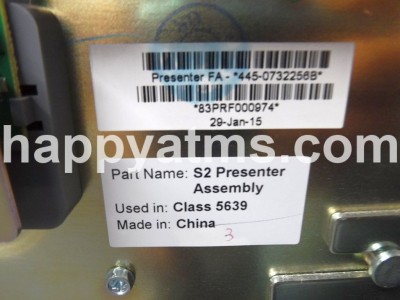 Presenter FA - *445-0732256B*
*83PRF000974*
29-Jan-15
happyatms.com
Part Name: S2 Presenter
Assembly
Used in: Class 5639
Made in: China
3